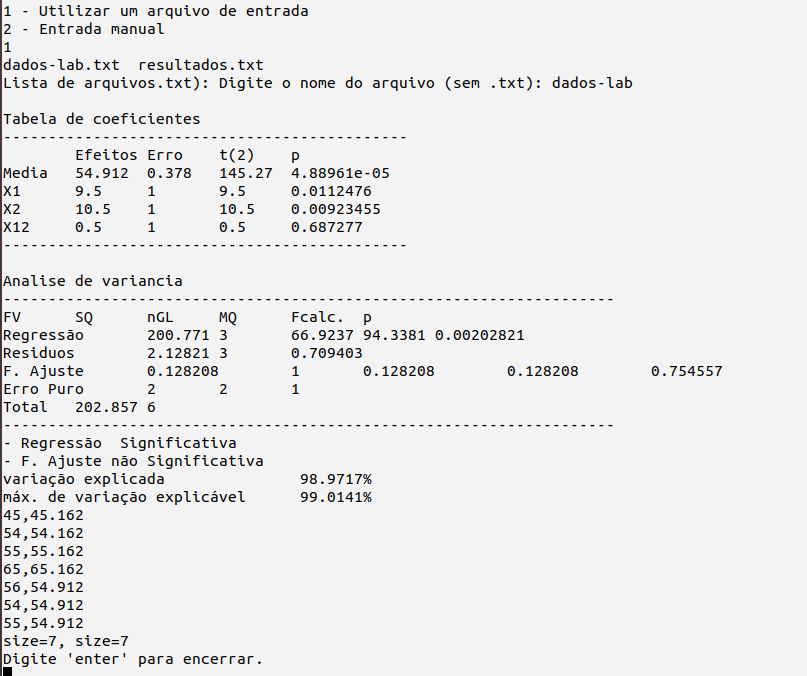 1 - Utilizar um arquivo de entrada
2 - Entrada manual
1
dados-lab.txt  resultados.txt
Lista de arquivos.txt): Digite o nome do arquivo (sem .txt): dados-lab
Tabela de coeficientes
---------------------------------------------
        Efeitos Erro    t(2)    p
Media   54.912  0.378   145.27  4.88961e-05
X1      9.5     1       9.5     0.0112476
X2      10.5    1       10.5    0.00923455
X12     0.5     1       0.5     0.687277
---------------------------------------------
Analise de variancia
--------------------------------------------------------------------
FV      SQ      nGL     MQ      Fcalc.  p
Regressão       200.771 3       66.9237 94.3381 0.00202821
Residuos        2.12821 3       0.709403
F. Ajuste       0.128208        1       0.128208        0.128208        0.754557
Erro Puro       2       2       1
Total   202.857 6
--------------------------------------------------------------------
- Regressão  Significativa
- F. Ajuste não Significativa
variação explicada               98.9717%
máx. de variação explicável      99.0141%
45,45.162
54,54.162
55,55.162
65,65.162
56,54.912
54,54.912
55,54.912
size=7, size=7
Digite 'enter' para encerrar.